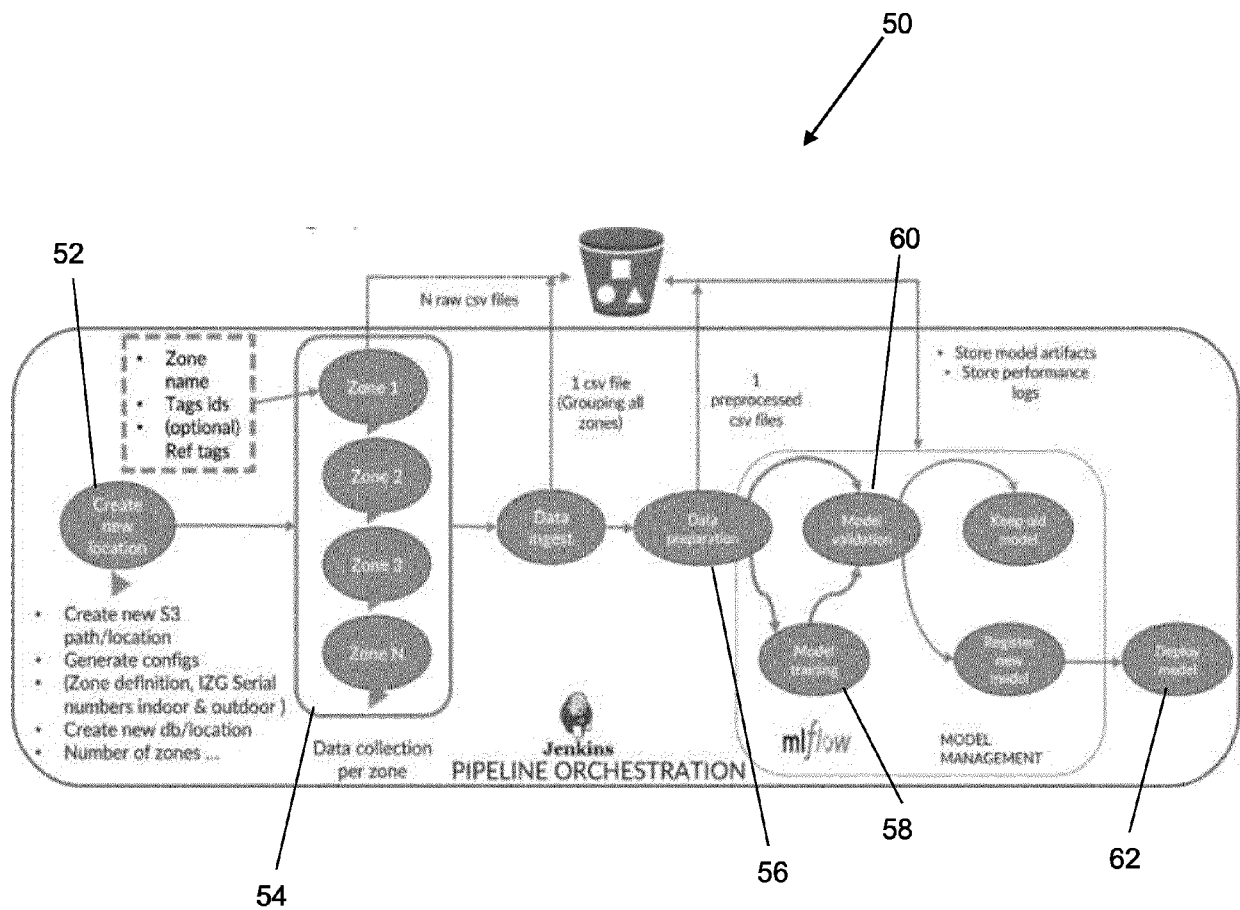 50
52
60
N raw csv files
• Zone
name
• Tags ids
• (optional)
Ref tags
Zone 1
Zone 2
Zone 3
Zone N
1 csv file
(Grouping all
zones)
1
preprocessed
csv files
• Store model artifacts
• Store performance
logs
Create
new
location
Data
ingest
Data
preparation
Model
validation
Keep old
model
Model
training
Register
new
model
Deploy
model
• Create new S3
path/location
• Generate configs
• (Zone definition, IZG Serial
numbers indoor & outdoor )
• Create new db/location
• Number of zones ...
Data collection
per zone
Jenkins
PIPELINE ORCHESTRATION
mlflow
MODEL
MANAGEMENT
54
56
58
62